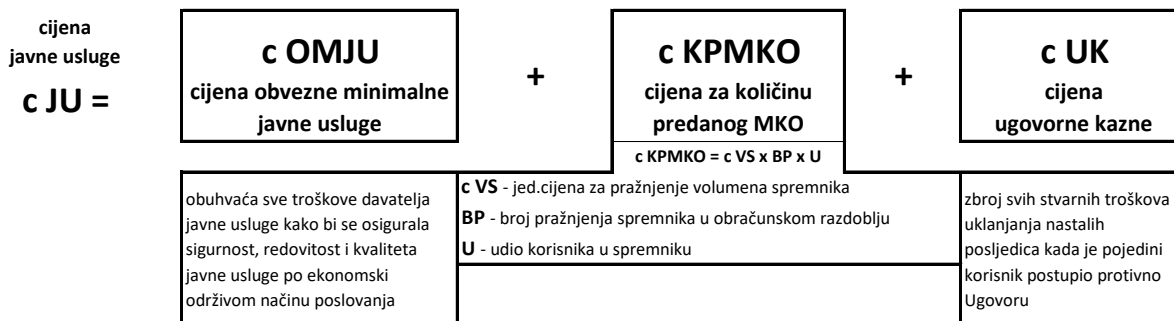 cijena
javne usluge
c JU =
c OMJU
cijena obvezne minimalne
javne usluge
+
c KPMKO
cijena za količinu
predanog MKO
c KPMKO = c VS x BP x U
+
c UK
cijena
ugovorne kazne
obuhvaća sve troškove davatelja
javne usluge kako bi se osigurala
sigurnost, redovitost i kvaliteta
javne usluge po ekonomski
održivom načinu poslovanja
c VS - jed.cijena za pražnjenje volumena spremnika
BP - broj pražnjenja spremnika u obračunskom razdoblju
U - udio korisnika u spremniku
zbroj svih stvarnih troškova
uklanjanja nastalih
posljedica kada je pojedini
korisnik postupio protivno
Ugovoru